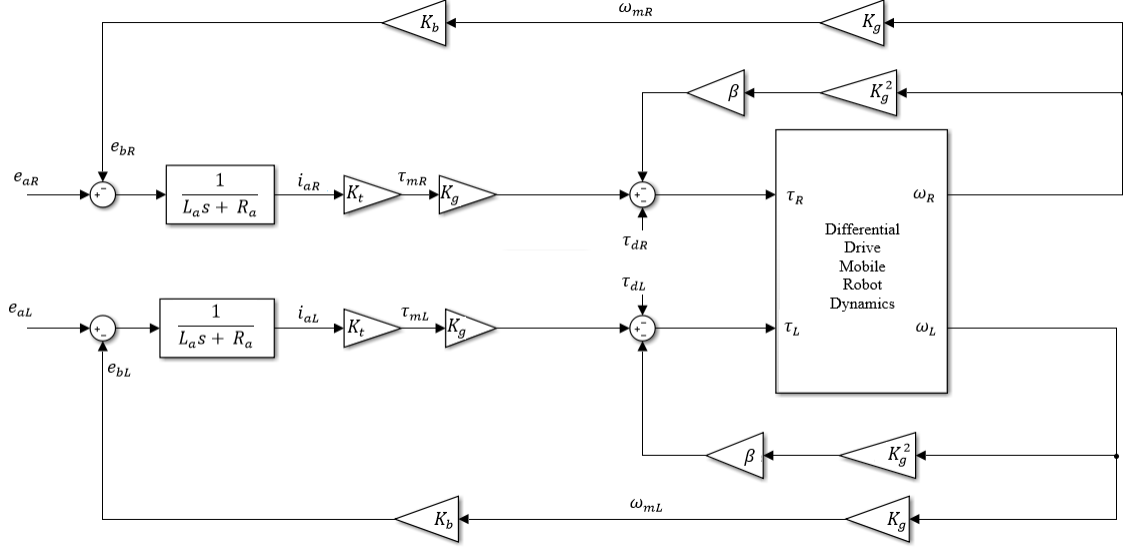 ω_mR
K_b
K_g
β
K_g^2
e_bR
e_aR
+
-
1
L_a s + R_a
i_aR
K_t
τ_mR
K_g
+
-
-
τ_dR
τ_R
ω_R
Differential
Drive
Mobile
Robot
Dynamics
τ_dL
e_aL
+
-
1
L_a s + R_a
i_aL
K_t
τ_mL
K_g
+
-
-
τ_L
ω_L
e_bL
β
K_g^2
ω_mL
K_b
K_g